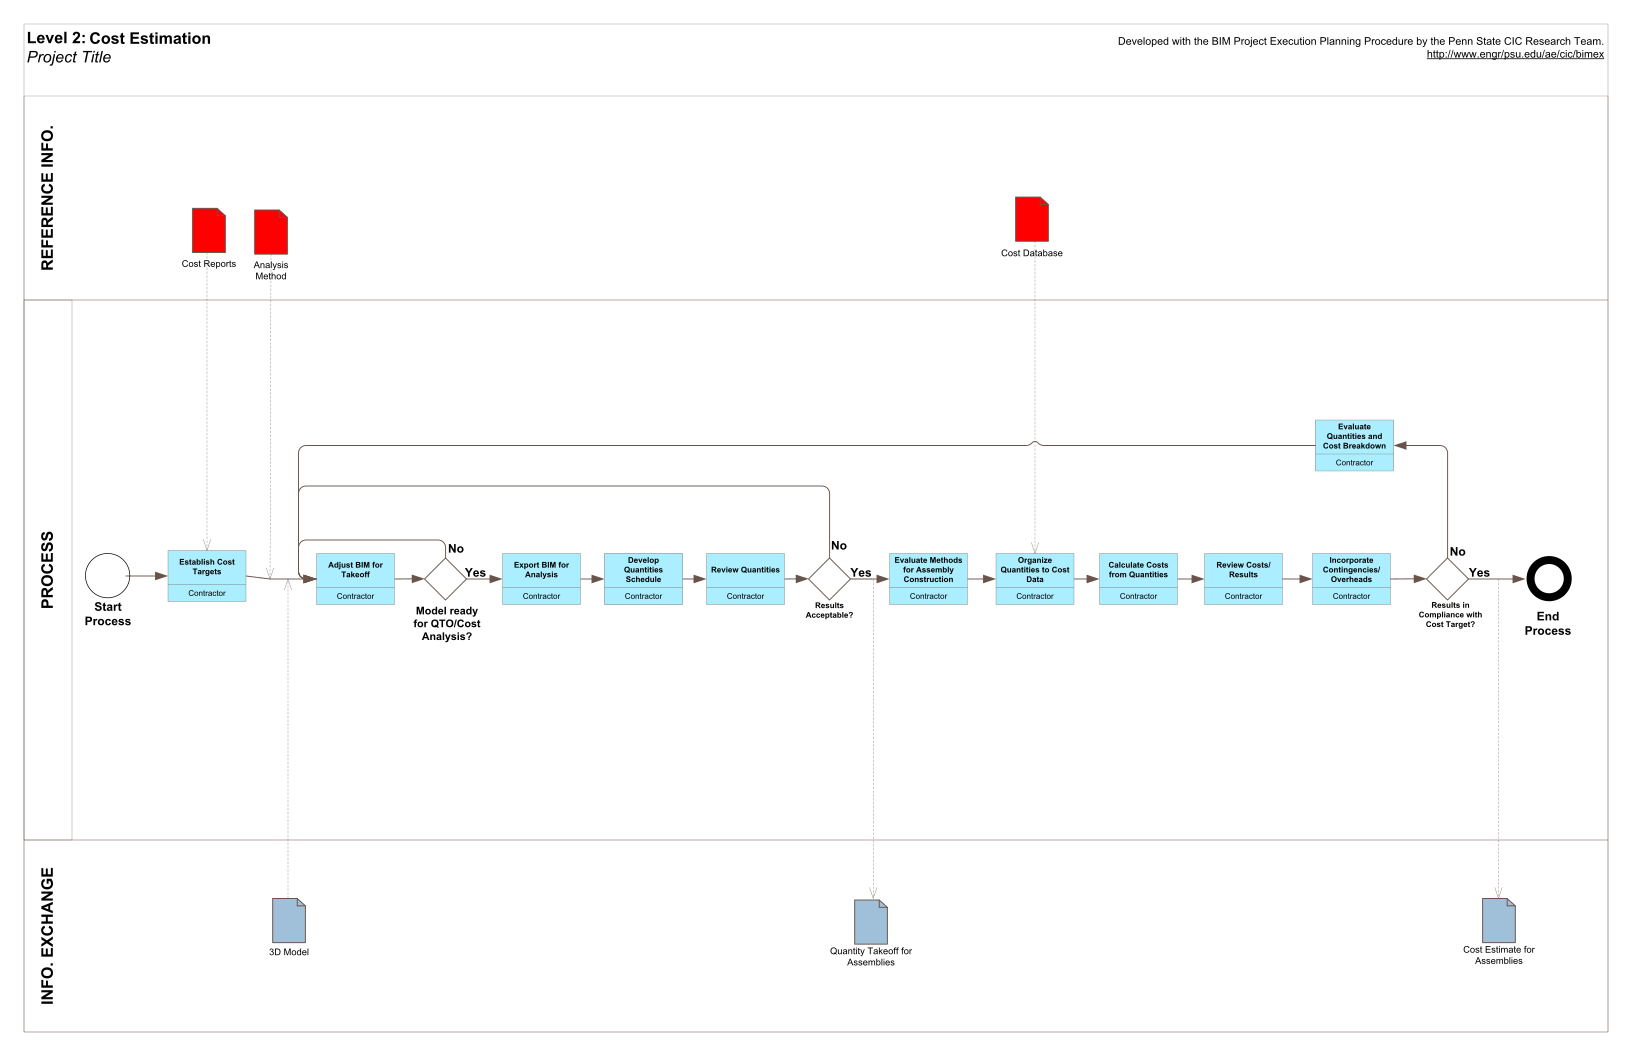 Level 2: Cost Estimation
Project Title
Developed with the BIM Project Execution Planning Procedure by the Penn State CIC Research Team.
http://www.engr/psu.edu/ae/cic/bimex
REFERENCE INFO.
Cost Reports
Analysis
Method
Cost Database
PROCESS
Start
Process
Establish Cost
Targets
Contractor
Adjust BIM for
Takeoff
Contractor
No
Yes
Model ready
for QTO/Cost
Analysis?
Export BIM for
Analysis
Contractor
Develop
Quantities
Schedule
Contractor
Review Quantities
Contractor
No
Yes
Results
Acceptable?
Evaluate Methods
for Assembly
Construction
Contractor
Organize
Quantities to Cost
Data
Contractor
Calculate Costs
from Quantities
Contractor
Review Costs/
Results
Contractor
Incorporate
Contingencies/
Overheads
Contractor
Evaluate
Quantities and
Cost Breakdown
Contractor
No
Yes
Results in
Compliance with
Cost Target?
End
Process
INFO. EXCHANGE
3D Model
Quantity Takeoff for
Assemblies
Cost Estimate for
Assemblies